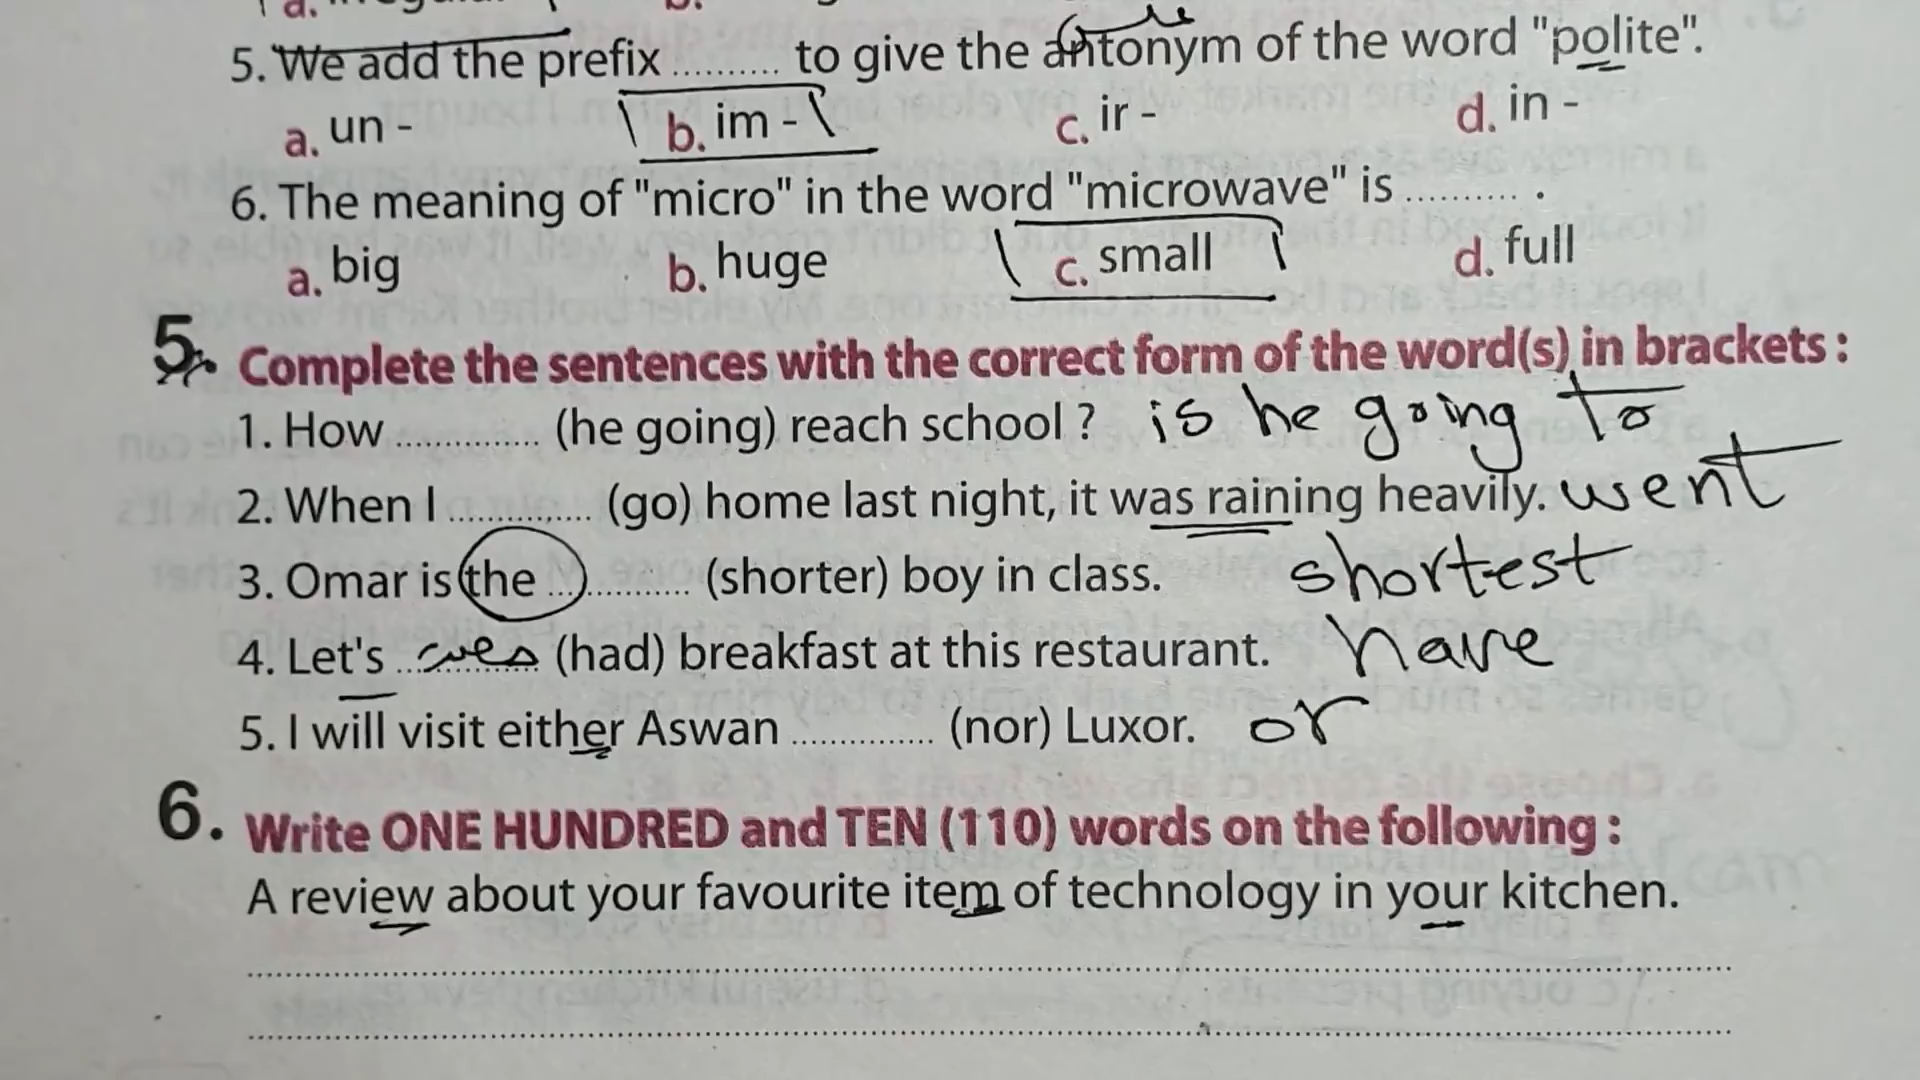 5. We add the prefix .......... to give the antonym of the word "polite".
a. un - b. im - c. ir - d. in -
6. The meaning of "micro" in the word "microwave" is .......... .
a. big b. huge c. small d. full
5. Complete the sentences with the correct form of the word(s) in brackets :
1. How .............. (he going) reach school ? is he going to
2. When I .............. (go) home last night, it was raining heavily. went
3. Omar is the .............. (shorter) boy in class. shortest
4. Let's .............. (had) breakfast at this restaurant. have
5. I will visit either Aswan .............. (nor) Luxor. or
6. Write ONE HUNDRED and TEN (110) words on the following :
A review about your favourite item of technology in your kitchen.